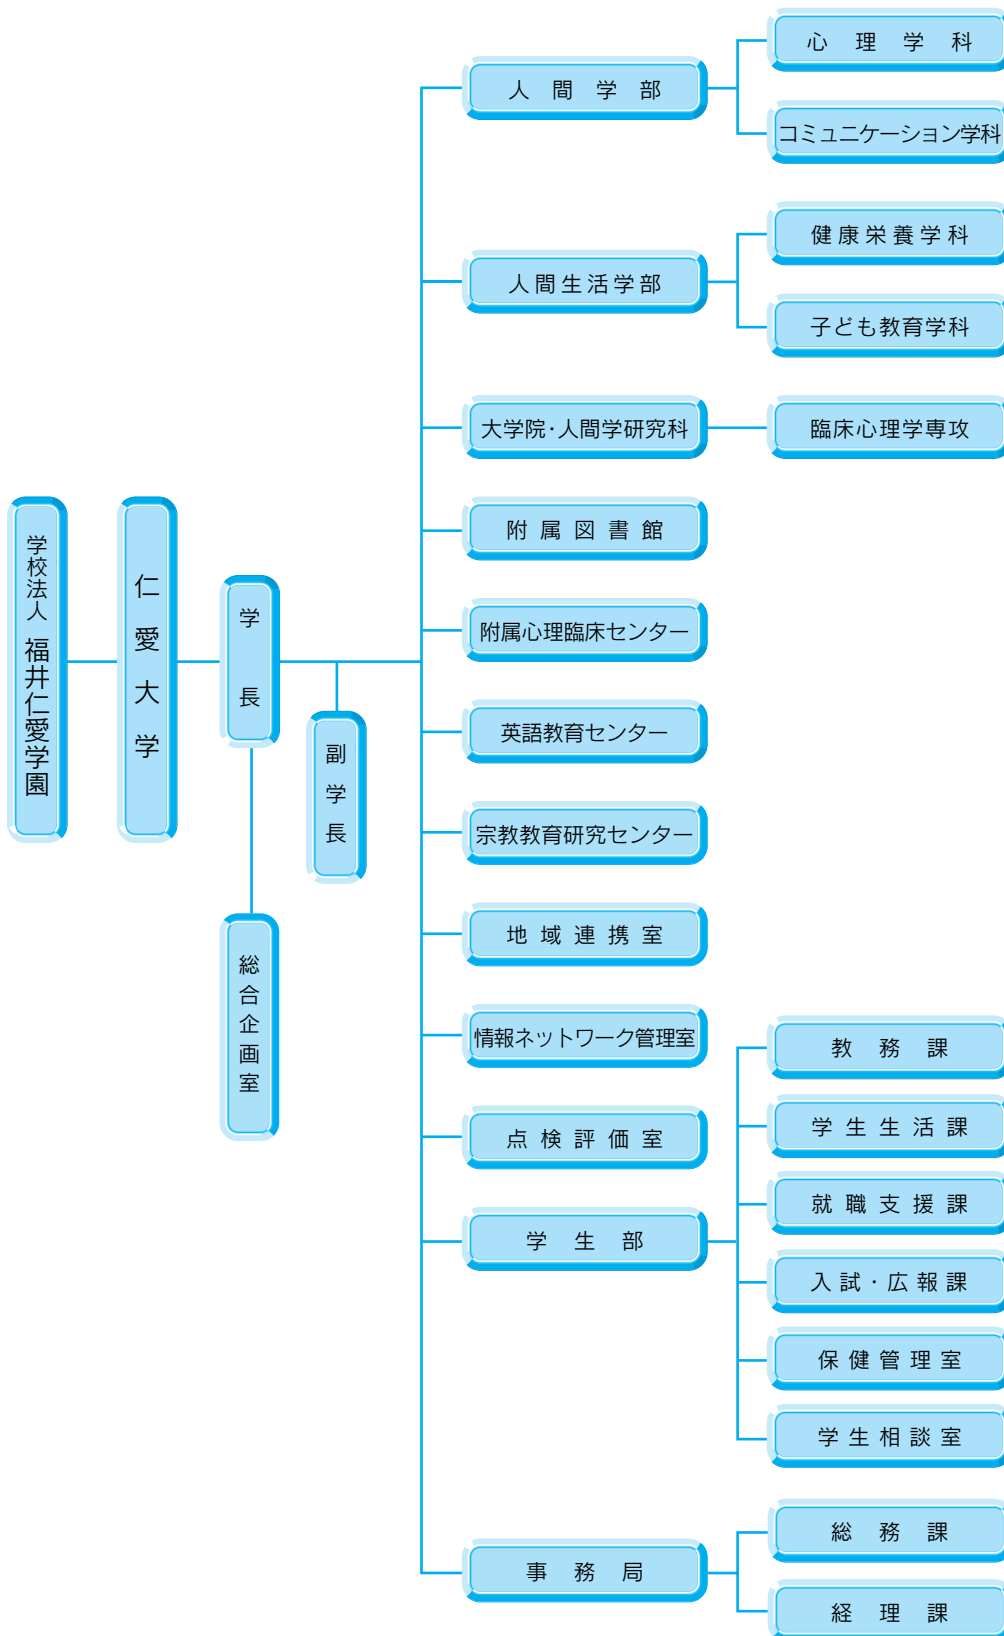 学校法人 福井仁愛学園
仁愛大学
学長
副学長
総合企画室
人間学部
心理学科
コミュニケーション学科
人間生活学部
健康栄養学科
子ども教育学科
大学院・人間学研究科
臨床心理学専攻
附属図書館
附属心理臨床センター
英語教育センター
宗教教育研究センター
地域連携室
情報ネットワーク管理室
点検評価室
学生部
教務課
学生生活課
就職支援課
入試・広報課
保健管理室
学生相談室
事務局
総務課
経理課